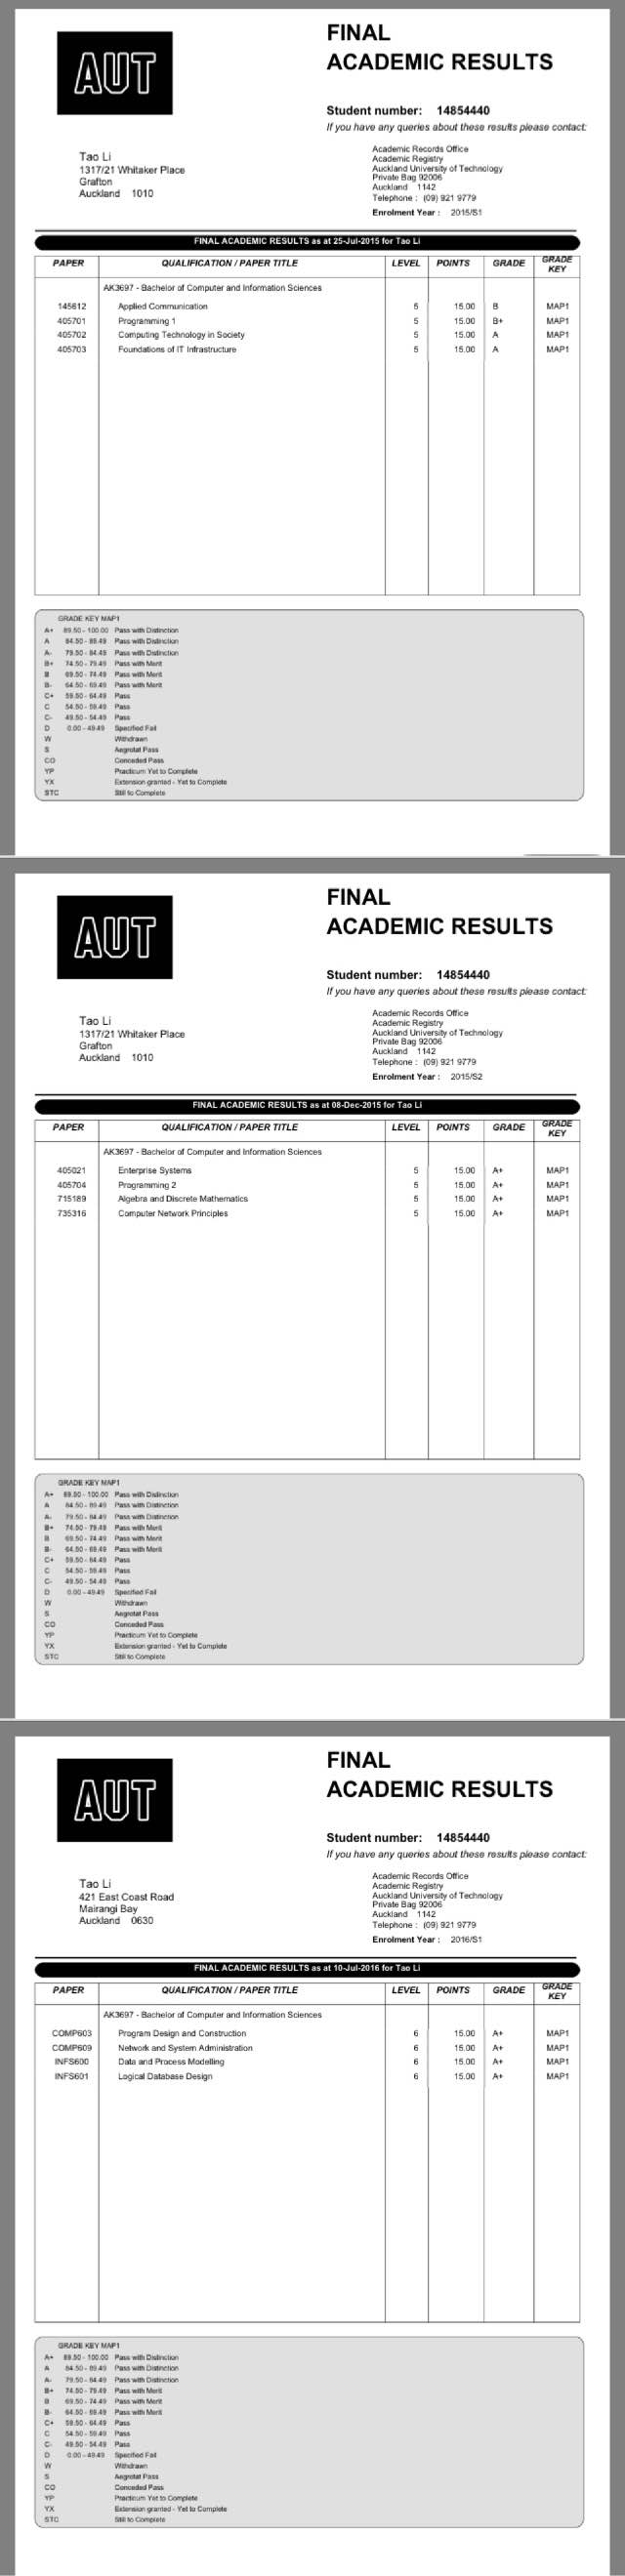 AUT
FINAL
ACADEMIC RESULTS
Student number: 14854440
If you have any queries about these results please contact:
Tao Li
1317/21 Whitaker Place
Grafton
Auckland 1010
Academic Records Office
Academic Registry
Auckland University of Technology
Private Bag 92006
Auckland 1142
Telephone : (09) 921 9779
Enrolment Year : 2015/S1
FINAL ACADEMIC RESULTS as at 25-Jul-2015 for Tao Li
PAPER QUALIFICATION / PAPER TITLE LEVEL POINTS GRADE GRADE KEY
AK3697 - Bachelor of Computer and Information Sciences
145612 Applied Communication 5 15.00 B MAP1
405701 Programming 1 5 15.00 B+ MAP1
405702 Computing Technology in Society 5 15.00 A MAP1
405703 Foundations of IT Infrastructure 5 15.00 A MAP1
GRADE KEY MAP1
A+ 89.50 - 100.00 Pass with Distinction
A 84.50 - 89.49 Pass with Distinction
A- 79.50 - 84.49 Pass with Distinction
B+ 74.50 - 79.49 Pass with Merit
B 69.50 - 74.49 Pass with Merit
B- 64.50 - 69.49 Pass with Merit
C+ 59.50 - 64.49 Pass
C 54.50 - 59.49 Pass
C- 49.50 - 54.49 Pass
D 0.00 - 49.49 Specified Fail
W Withdrawn
S Aegrotat Pass
CO Conceded Pass
YP Practicum Yet to Complete
YX Extension granted - Yet to Complete
STC Still to Complete
AUT
FINAL
ACADEMIC RESULTS
Student number: 14854440
If you have any queries about these results please contact:
Tao Li
1317/21 Whitaker Place
Grafton
Auckland 1010
Academic Records Office
Academic Registry
Auckland University of Technology
Private Bag 92006
Auckland 1142
Telephone : (09) 921 9779
Enrolment Year : 2015/S2
FINAL ACADEMIC RESULTS as at 08-Dec-2015 for Tao Li
PAPER QUALIFICATION / PAPER TITLE LEVEL POINTS GRADE GRADE KEY
AK3697 - Bachelor of Computer and Information Sciences
405021 Enterprise Systems 5 15.00 A+ MAP1
405704 Programming 2 5 15.00 A+ MAP1
715189 Algebra and Discrete Mathematics 5 15.00 A+ MAP1
735316 Computer Network Principles 5 15.00 A+ MAP1
GRADE KEY MAP1
A+ 89.50 - 100.00 Pass with Distinction
A 84.50 - 89.49 Pass with Distinction
A- 79.50 - 84.49 Pass with Distinction
B+ 74.50 - 79.49 Pass with Merit
B 69.50 - 74.49 Pass with Merit
B- 64.50 - 69.49 Pass with Merit
C+ 59.50 - 64.49 Pass
C 54.50 - 59.49 Pass
C- 49.50 - 54.49 Pass
D 0.00 - 49.49 Specified Fail
W Withdrawn
S Aegrotat Pass
CO Conceded Pass
YP Practicum Yet to Complete
YX Extension granted - Yet to Complete
STC Still to Complete
AUT
FINAL
ACADEMIC RESULTS
Student number: 14854440
If you have any queries about these results please contact:
Tao Li
421 East Coast Road
Mairangi Bay
Auckland 0630
Academic Records Office
Academic Registry
Auckland University of Technology
Private Bag 92006
Auckland 1142
Telephone : (09) 921 9779
Enrolment Year : 2016/S1
FINAL ACADEMIC RESULTS as at 10-Jul-2016 for Tao Li
PAPER QUALIFICATION / PAPER TITLE LEVEL POINTS GRADE GRADE KEY
AK3697 - Bachelor of Computer and Information Sciences
COMP603 Program Design and Construction 6 15.00 A+ MAP1
COMP609 Network and System Administration 6 15.00 A+ MAP1
INFS600 Data and Process Modelling 6 15.00 A+ MAP1
INFS601 Logical Database Design 6 15.00 A+ MAP1
GRADE KEY MAP1
A+ 89.50 - 100.00 Pass with Distinction
A 84.50 - 89.49 Pass with Distinction
A- 79.50 - 84.49 Pass with Distinction
B+ 74.50 - 79.49 Pass with Merit
B 69.50 - 74.49 Pass with Merit
B- 64.50 - 69.49 Pass with Merit
C+ 59.50 - 64.49 Pass
C 54.50 - 59.49 Pass
C- 49.50 - 54.49 Pass
D 0.00 - 49.49 Specified Fail
W Withdrawn
S Aegrotat Pass
CO Conceded Pass
YP Practicum Yet to Complete
YX Extension granted - Yet to Complete
STC Still to Complete